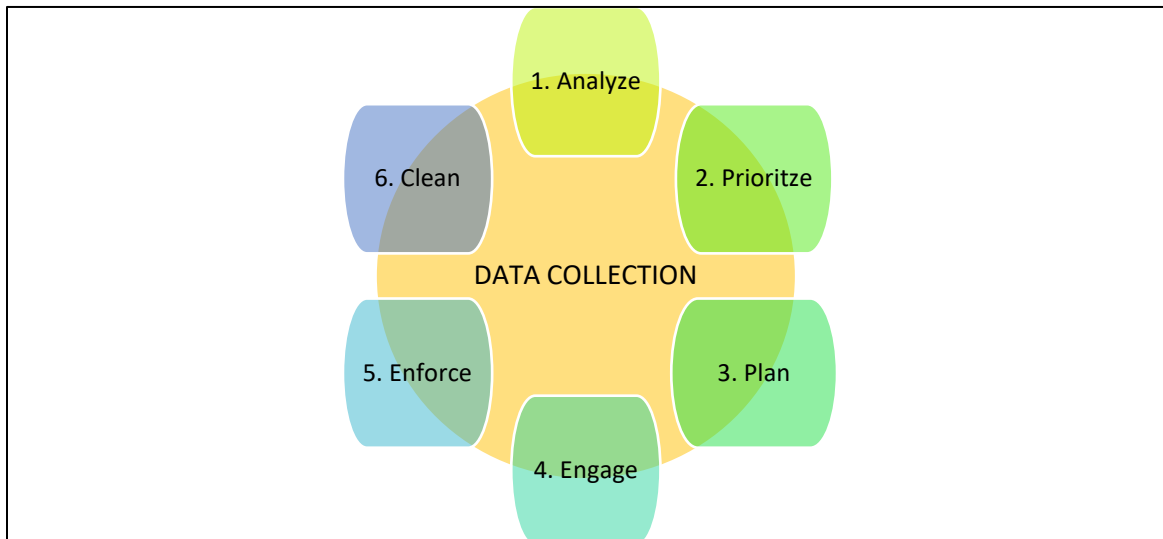 1. Analyze
2. Prioritze
3. Plan
4. Engage
5. Enforce
6. Clean
DATA COLLECTION